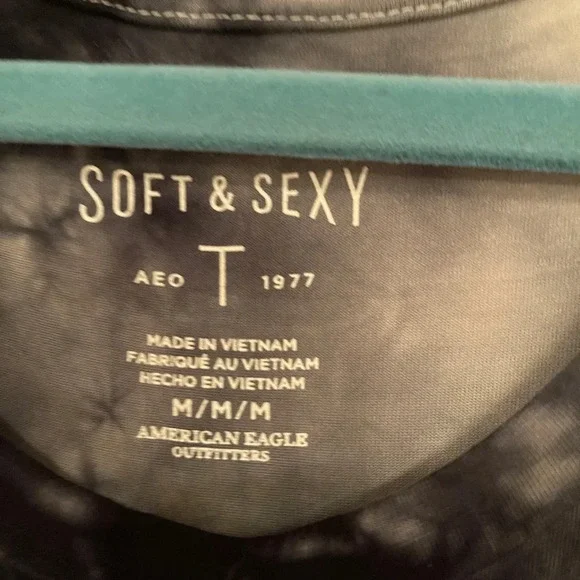 SOFT & SEXY
AEO T 1977
MADE IN VIETNAM
FABRIQUÉ AU VIETNAM
HECHO EN VIETNAM
M/M/M
AMERICAN EAGLE
OUTFITTERS